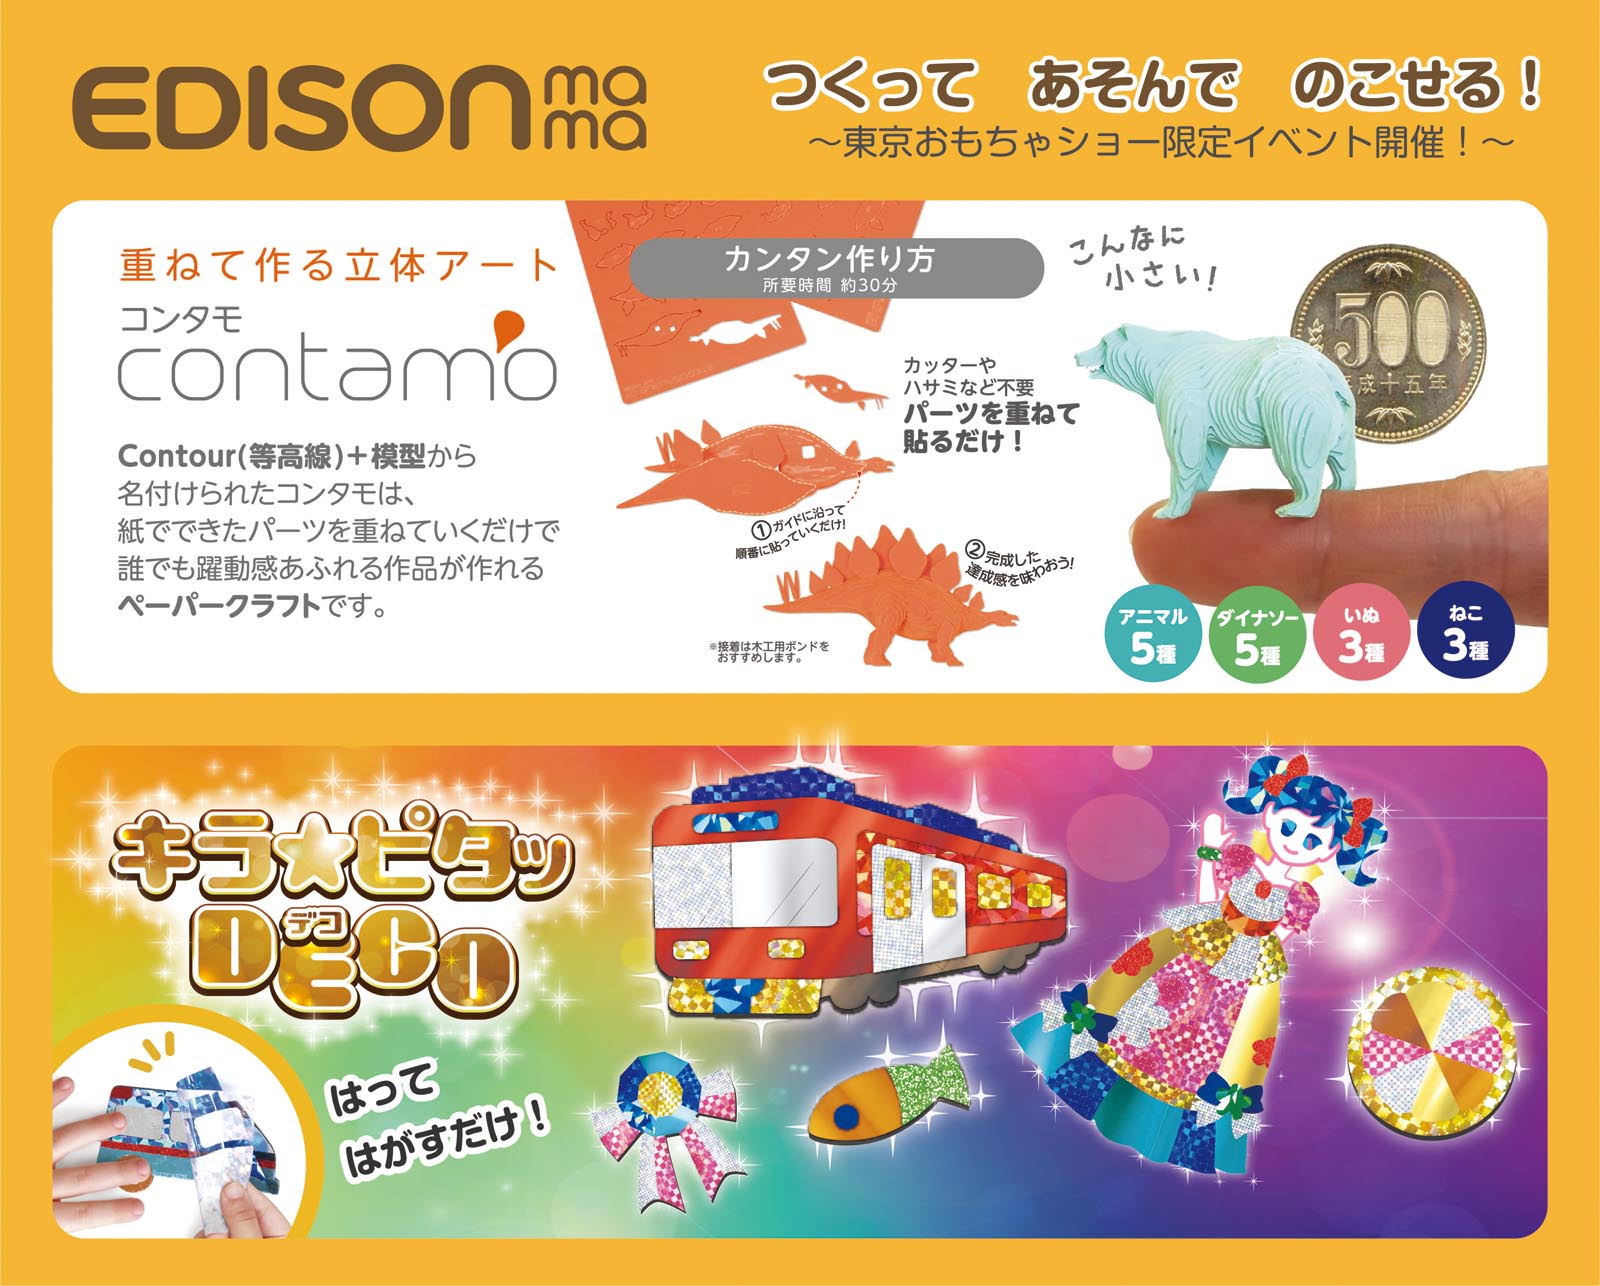 EDISON mama
つくって あそんで のこせる！
～東京おもちゃショー限定イベント開催！～
重ねて作る立体アート
コンタモ
contamo
Contour(等高線)＋模型から
名付けられたコンタモは、
紙でできたパーツを重ねていくだけで
誰でも躍動感あふれる作品が作れる
ペーパークラフトです。
カンタン作り方
所要時間 約30分
カッターや
ハサミなど不要
パーツを重ねて
貼るだけ！
①ガイドに沿って
順番に貼っていくだけ！
②完成した
達成感を味わおう！
※接着は木工用ボンドを
おすすめします。
こんなに
小さい！
500
平成十五年
アニマル
5種
ダイナソー
5種
いぬ
3種
ねこ
3種
キラ★ピタッ
デコ
DECO
はって
はがすだけ！